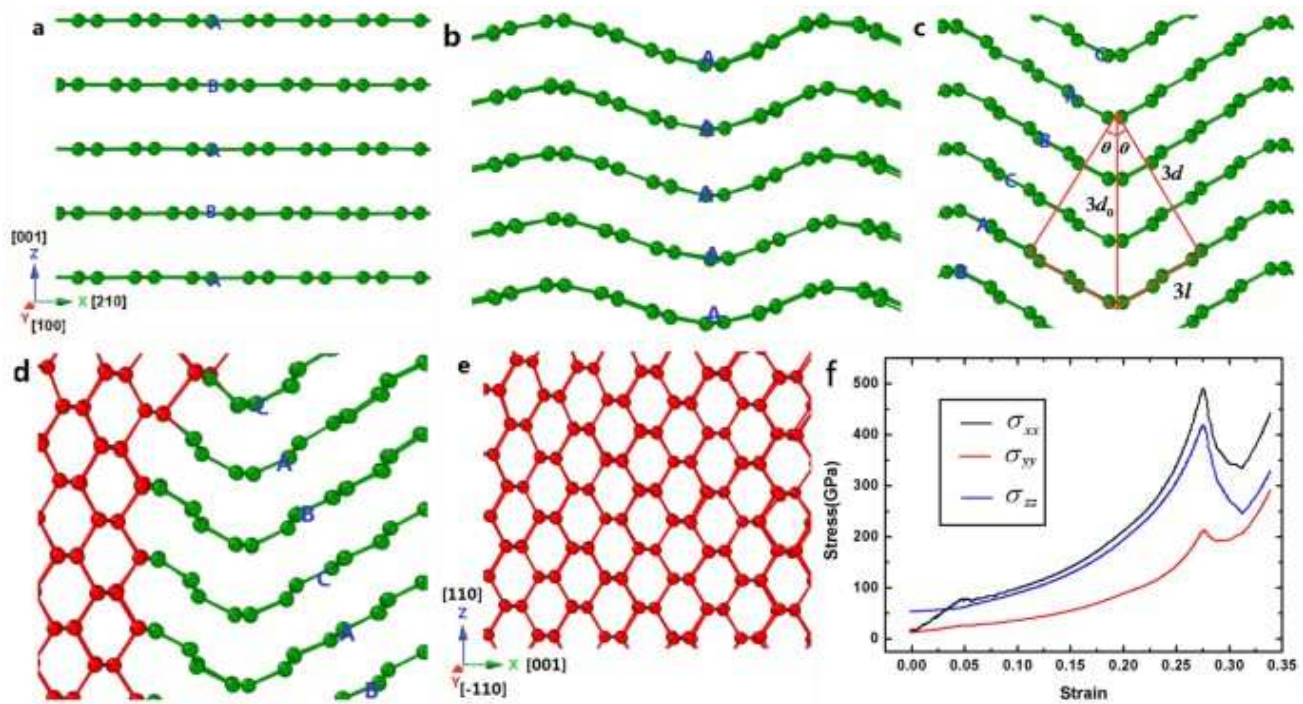 a
A
B
A
B
A
[001]
Z
X [210]
Y
[100]
b
A
A
A
A
A
c
C
A
B
C
A
B
θ θ
3d
3d₀
3l
d
C
A
B
C
A
B
e
[110]
Z
X [001]
Y
[-110]
f
Stress(GPa)
500
400
300
200
100
0
σxx
σyy
σzz
0.00 0.05 0.10 0.15 0.20 0.25 0.30 0.35
Strain